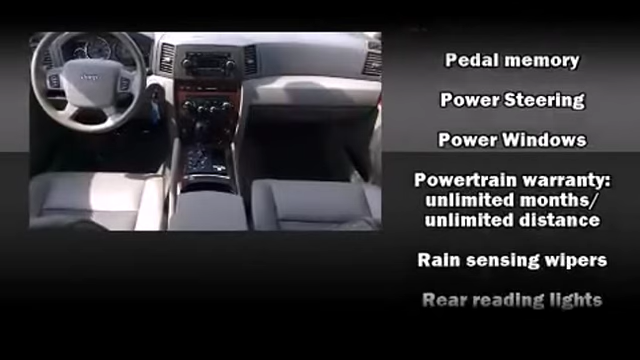 Pedal memory
Power Steering
Power Windows
Powertrain warranty:
unlimited months/
unlimited distance
Rain sensing wipers
Rear reading lights